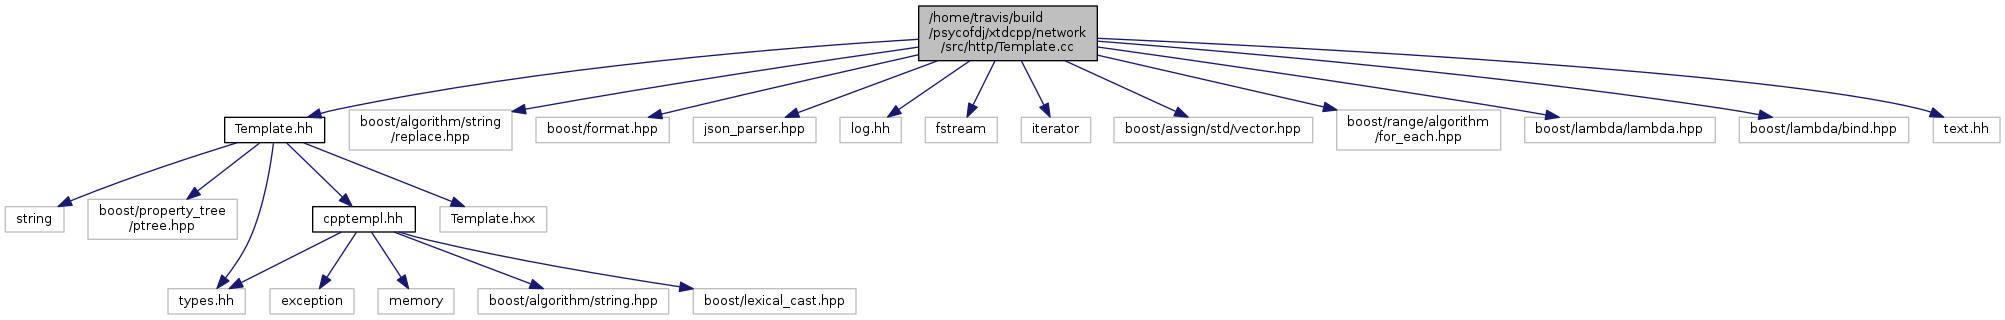 /home/travis/build
/psycofdj/xtdcpp/network
/src/http/Template.cc
Template.hh
boost/algorithm/string
/replace.hpp
boost/format.hpp
json_parser.hpp
log.hh
fstream
iterator
boost/assign/std/vector.hpp
boost/range/algorithm
/for_each.hpp
boost/lambda/lambda.hpp
boost/lambda/bind.hpp
text.hh
string
boost/property_tree
/ptree.hpp
cpptempl.hh
Template.hxx
types.hh
exception
memory
boost/algorithm/string.hpp
boost/lexical_cast.hpp